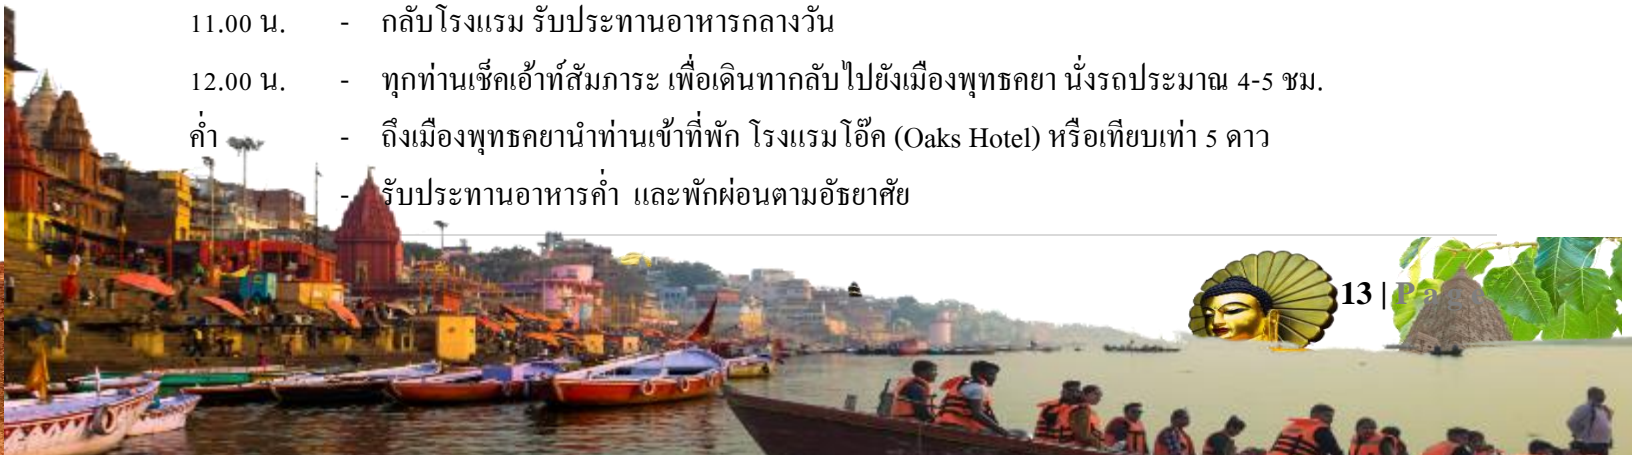 11.00 น. - กลับโรงแรม รับประทานอาหารกลางวัน
12.00 น. - ทุกท่านเช็คเอ้าท์สัมภาระ เพื่อเดินทากลับไปยังเมืองพุทธคยา นั่งรถประมาณ 4-5 ชม.
ค่ำ - ถึงเมืองพุทธคยานำท่านเข้าที่พัก โรงแรมโอ๊ค (Oaks Hotel) หรือเทียบเท่า 5 ดาว
- รับประทานอาหารค่ำ และพักผ่อนตามอัธยาศัย
13 | Page